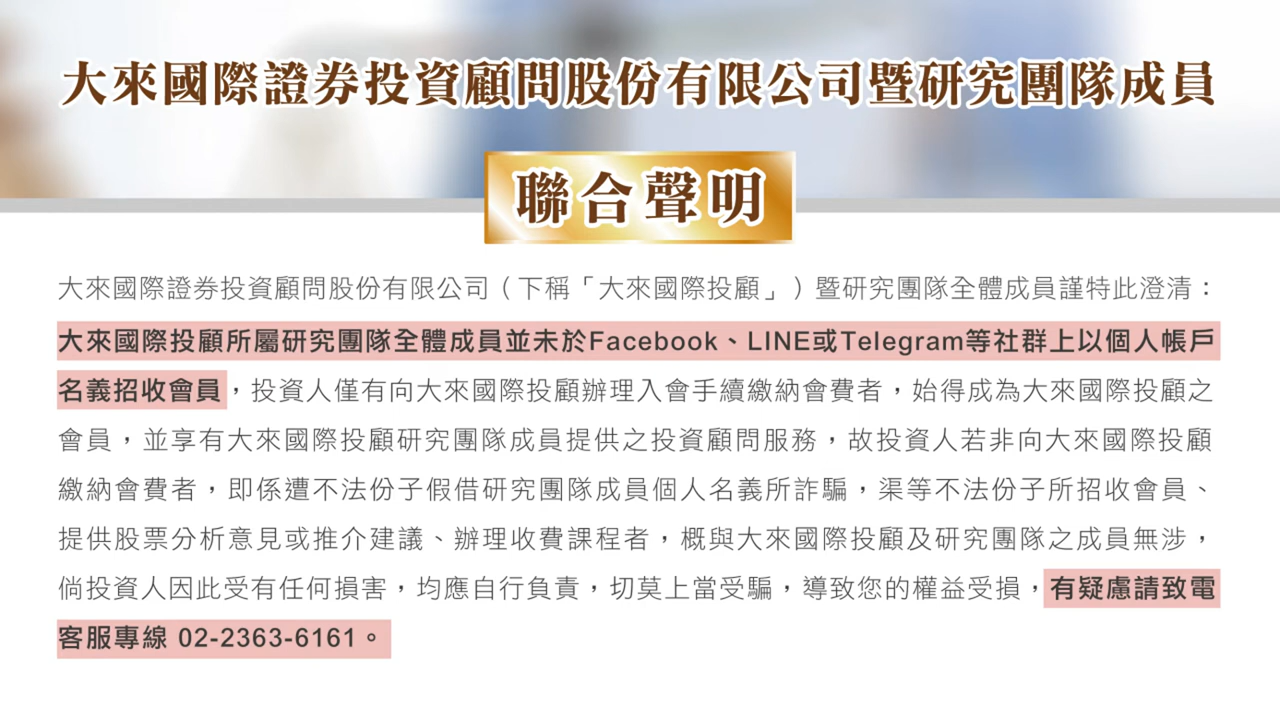 大來國際證券投資顧問股份有限公司暨研究團隊成員
聯合聲明
大來國際證券投資顧問股份有限公司（下稱「大來國際投顧」）暨研究團隊全體成員謹特此澄清：
大來國際投顧所屬研究團隊全體成員並未於Facebook、LINE或Telegram等社群上以個人帳戶
名義招收會員，投資人僅有向大來國際投顧辦理入會手續繳納會費者，始得成為大來國際投顧之
會員，並享有大來國際投顧研究團隊成員提供之投資顧問服務，故投資人若非向大來國際投顧
繳納會費者，即係遭不法份子假借研究團隊成員個人名義所詐騙，渠等不法份子所招收會員、
提供股票分析意見或推介建議、辦理收費課程者，概與大來國際投顧及研究團隊之成員無涉，
倘投資人因此受有任何損害，均應自行負責，切莫上當受騙，導致您的權益受損，有疑慮請致電
客服專線 02-2363-6161。